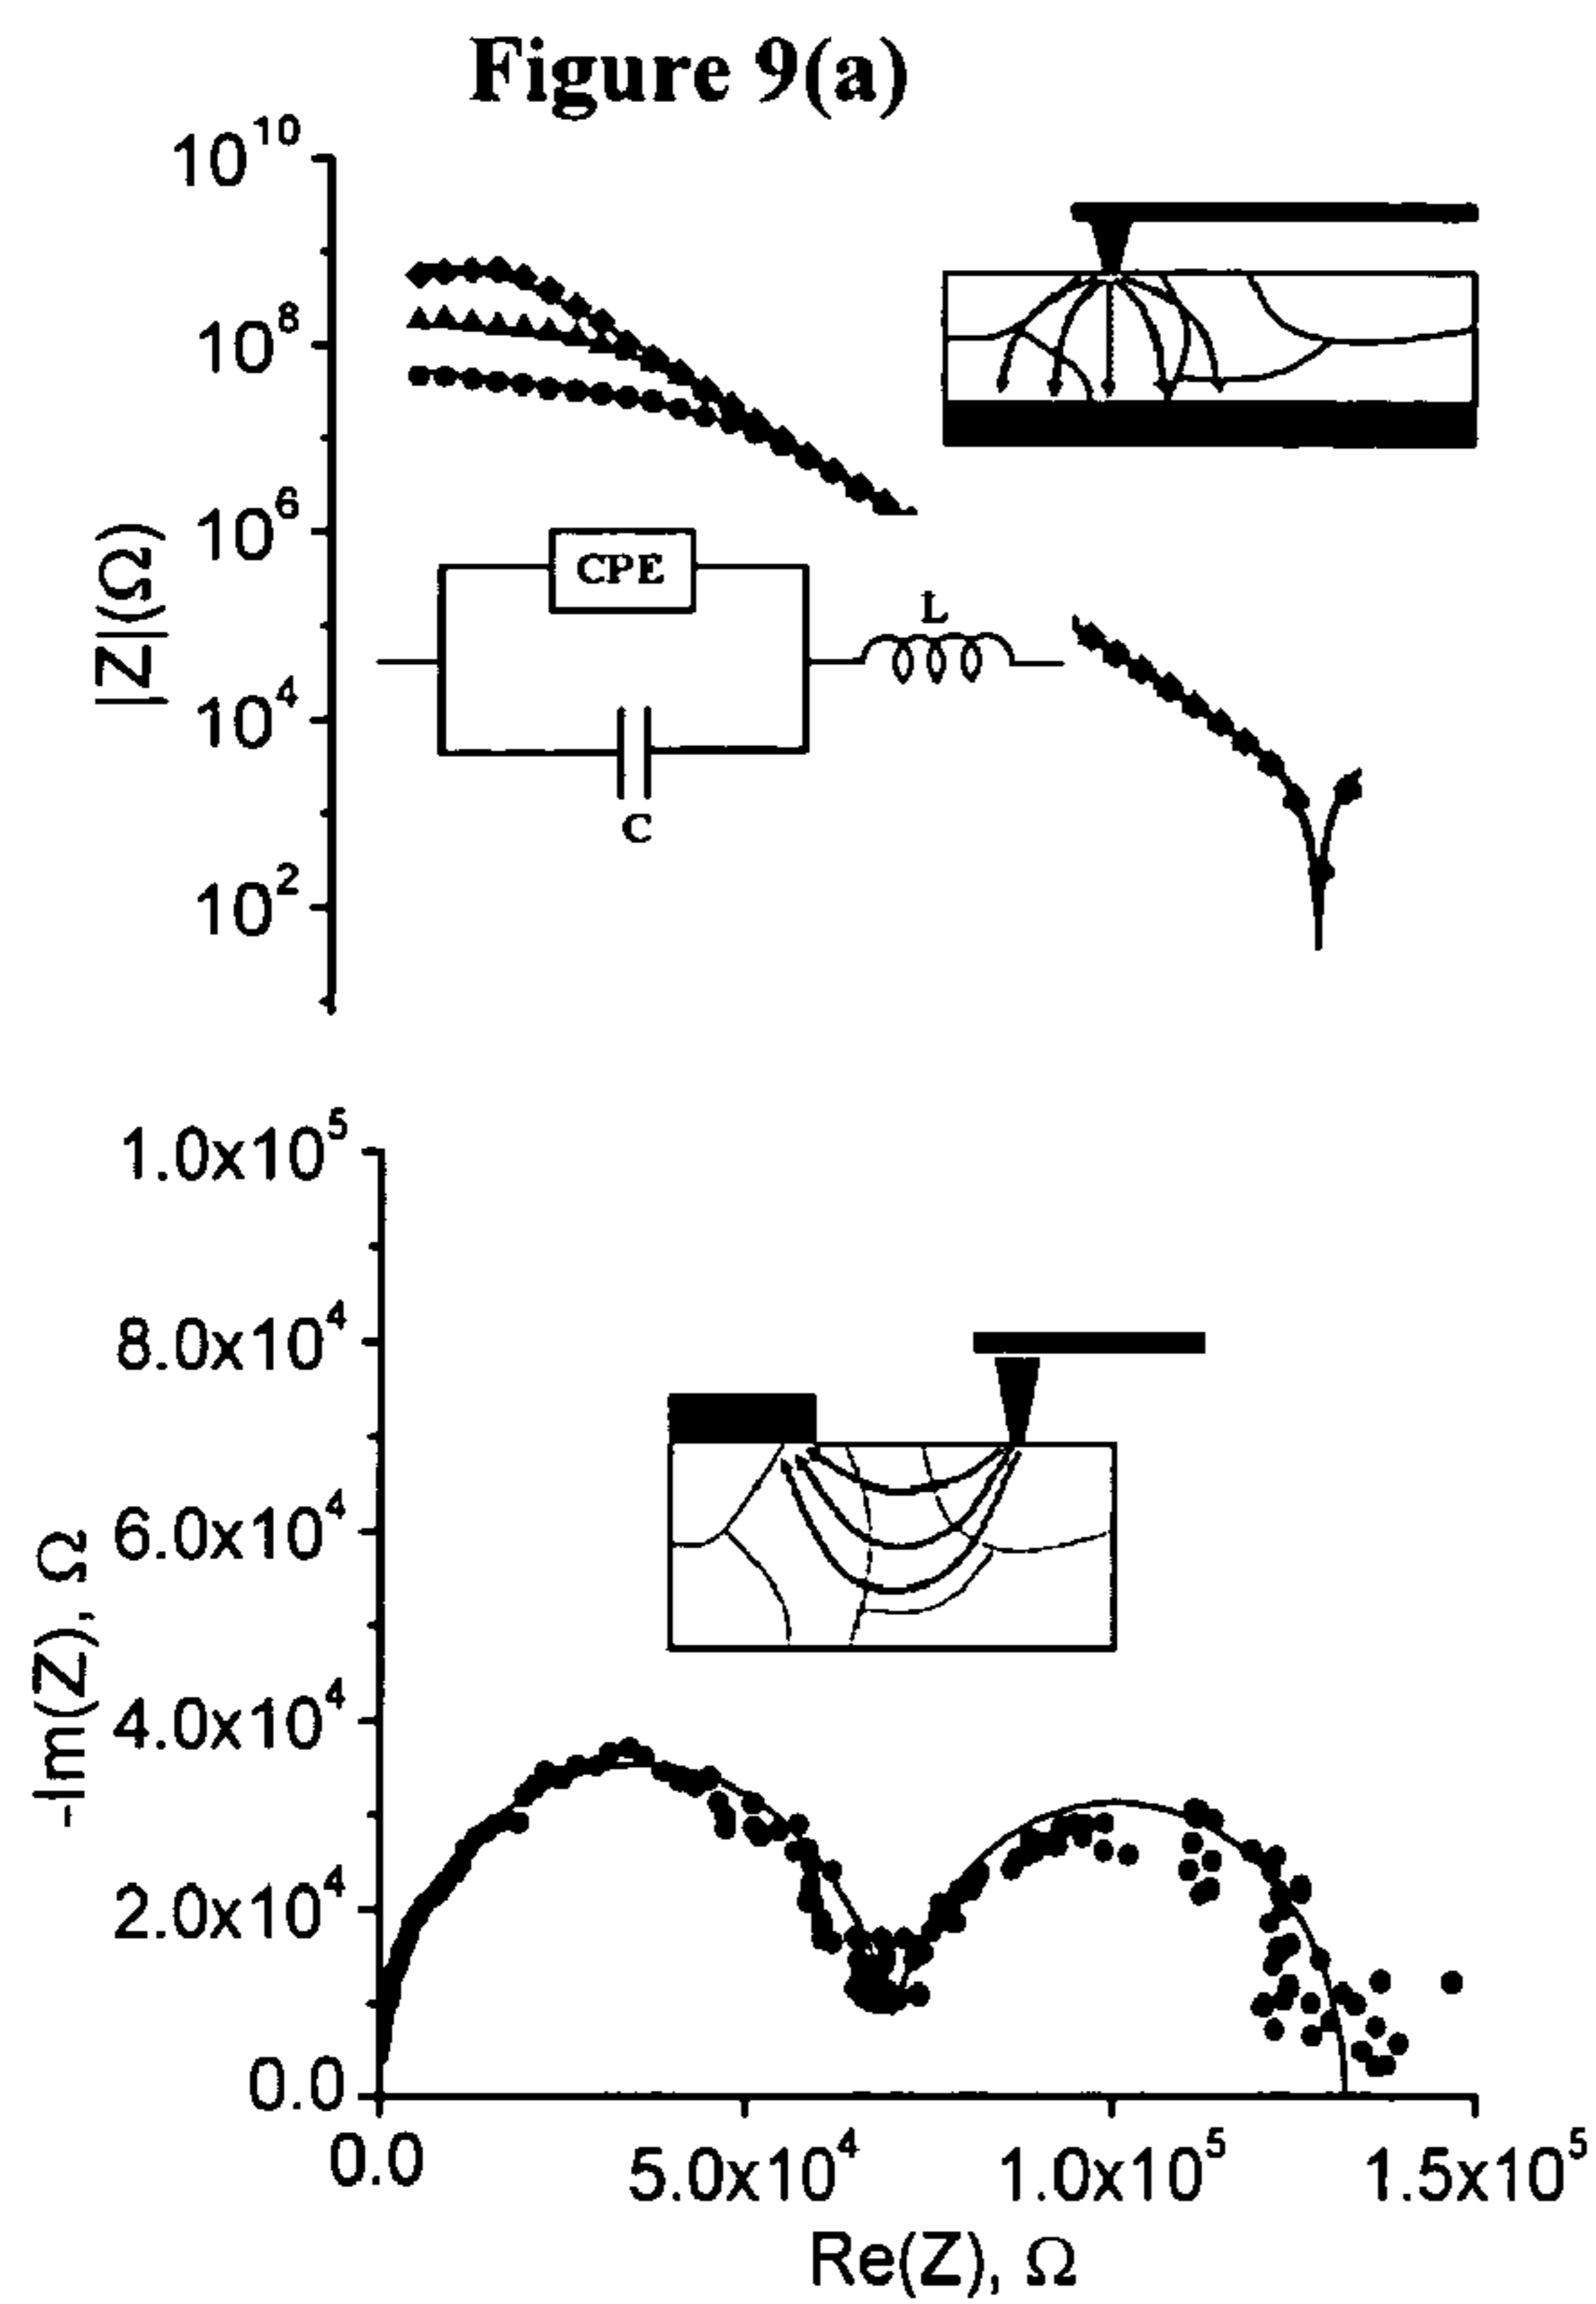 Figure 9(a)
10¹⁰
10⁸
10⁶
10⁴
10²
|Z|(Ω)
CPE
L
C
1.0x10⁵
8.0x10⁴
6.0x10⁴
4.0x10⁴
2.0x10⁴
0.0
-Im(Z), Ω
0.0
5.0x10⁴
1.0x10⁵
1.5x10⁵
Re(Z), Ω